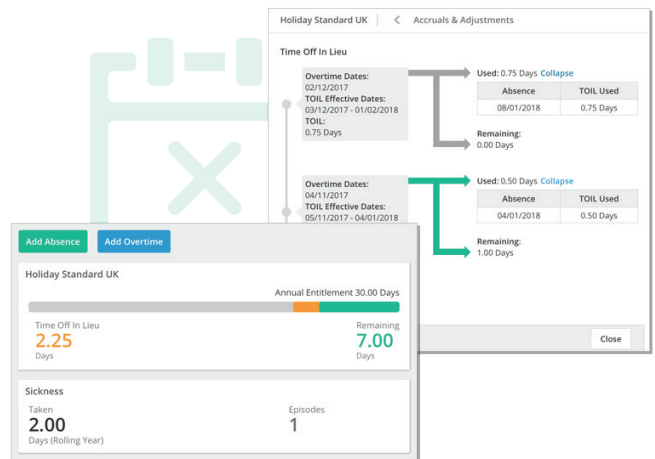 Holiday Standard UK
Accruals & Adjustments
Time Off In Lieu
Overtime Dates:
02/12/2017
TOIL Effective Dates:
03/12/2017 - 01/02/2018
TOIL:
0.75 Days
Used: 0.75 Days Collapse
Absence TOIL Used
08/01/2018 0.75 Days
Remaining:
0.00 Days
Overtime Dates:
04/11/2017
TOIL Effective Dates:
05/11/2017 - 04/01/2018
Used: 0.50 Days Collapse
Absence TOIL Used
04/01/2018 0.50 Days
Remaining:
1.00 Days
Close
Add Absence Add Overtime
Holiday Standard UK
Annual Entitlement 30.00 Days
Time Off In Lieu
2.25
Days
Remaining
7.00
Days
Sickness
Taken
2.00
Days (Rolling Year)
Episodes
1